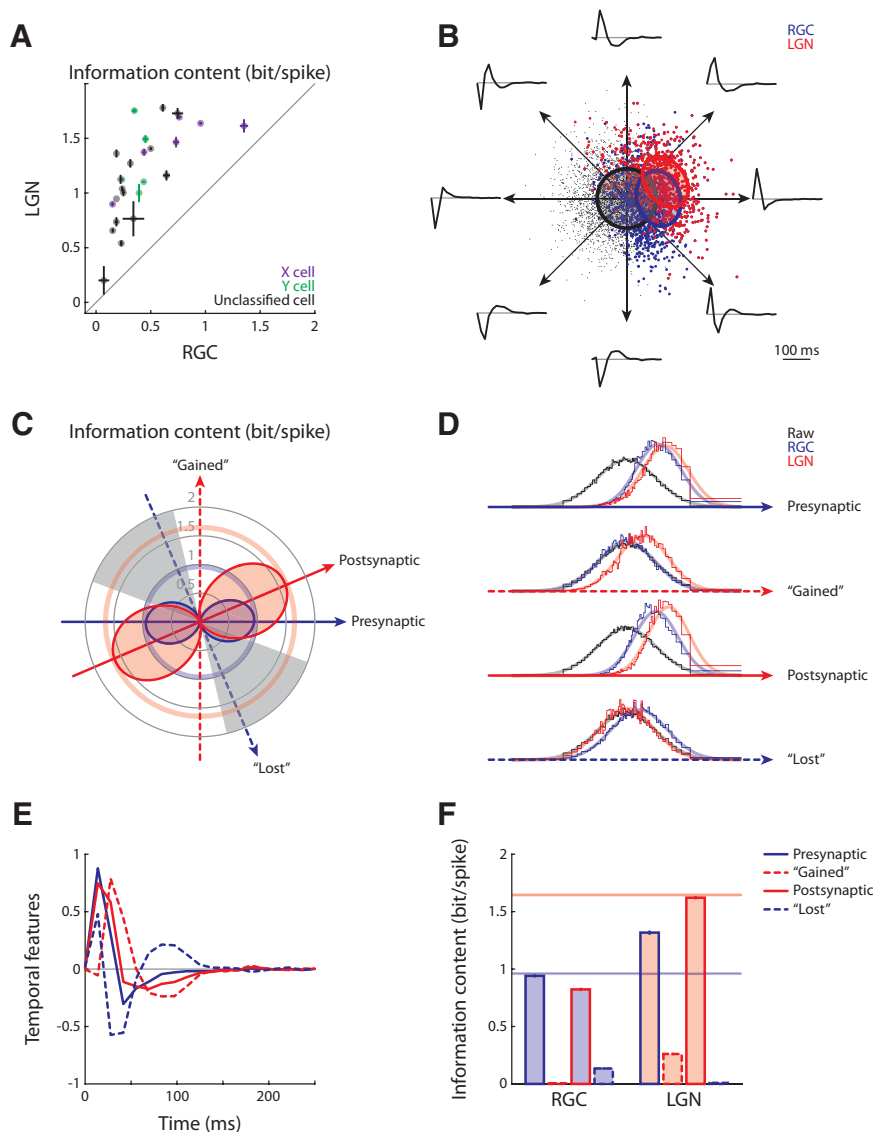 A
Information content (bit/spike)
LGN
1.5
1
0.5
0
X cell
Y cell
Unclassified cell
0
0.5
1
1.5
2
RGC
B
RGC
LGN
100 ms
C
Information content (bit/spike)
“Gained”
2
1.5
1
0.5
Postsynaptic
Presynaptic
“Lost”
D
Raw
RGC
LGN
Presynaptic
“Gained”
Postsynaptic
“Lost”
E
Temporal features
1
0.5
0
-0.5
-1
0
100
200
Time (ms)
F
Information content (bit/spike)
2
1.5
1
0.5
0
RGC
LGN
Presynaptic
“Gained”
Postsynaptic
“Lost”